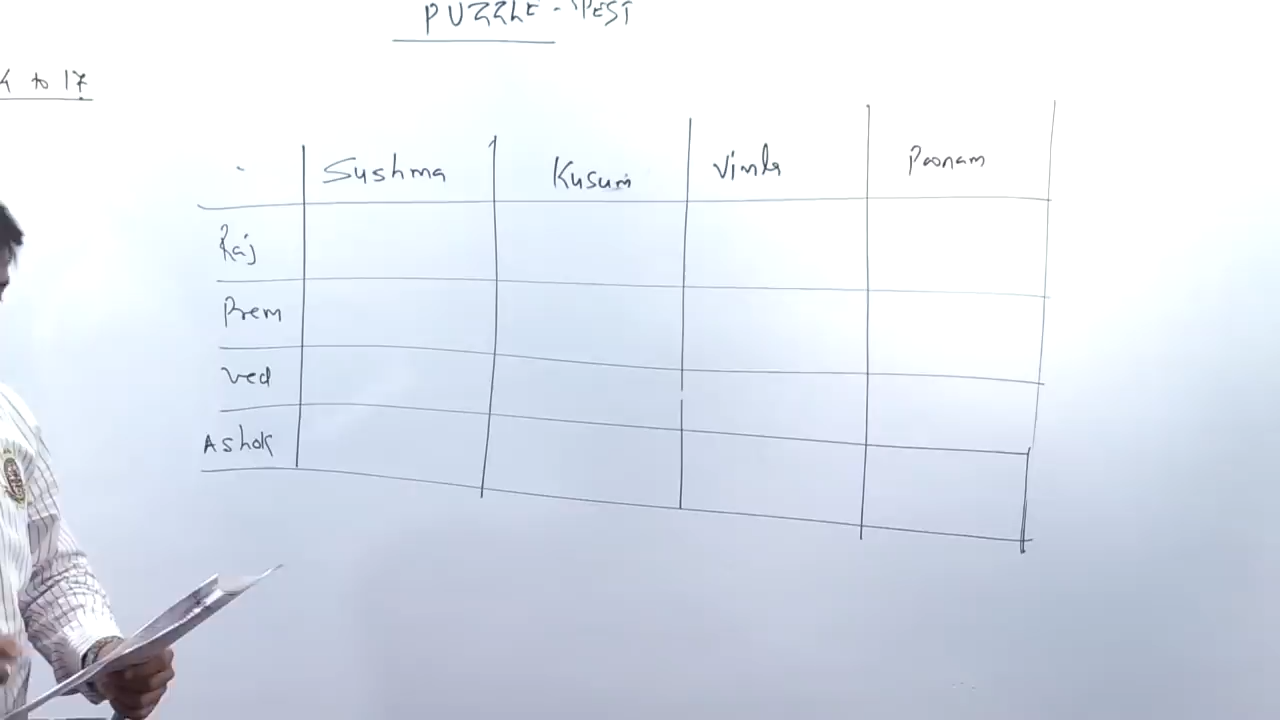 PUZZLE - TEST
to 17
Sushma Kusum Vimla Poonam
Raj
Prem
Ved
Ashok